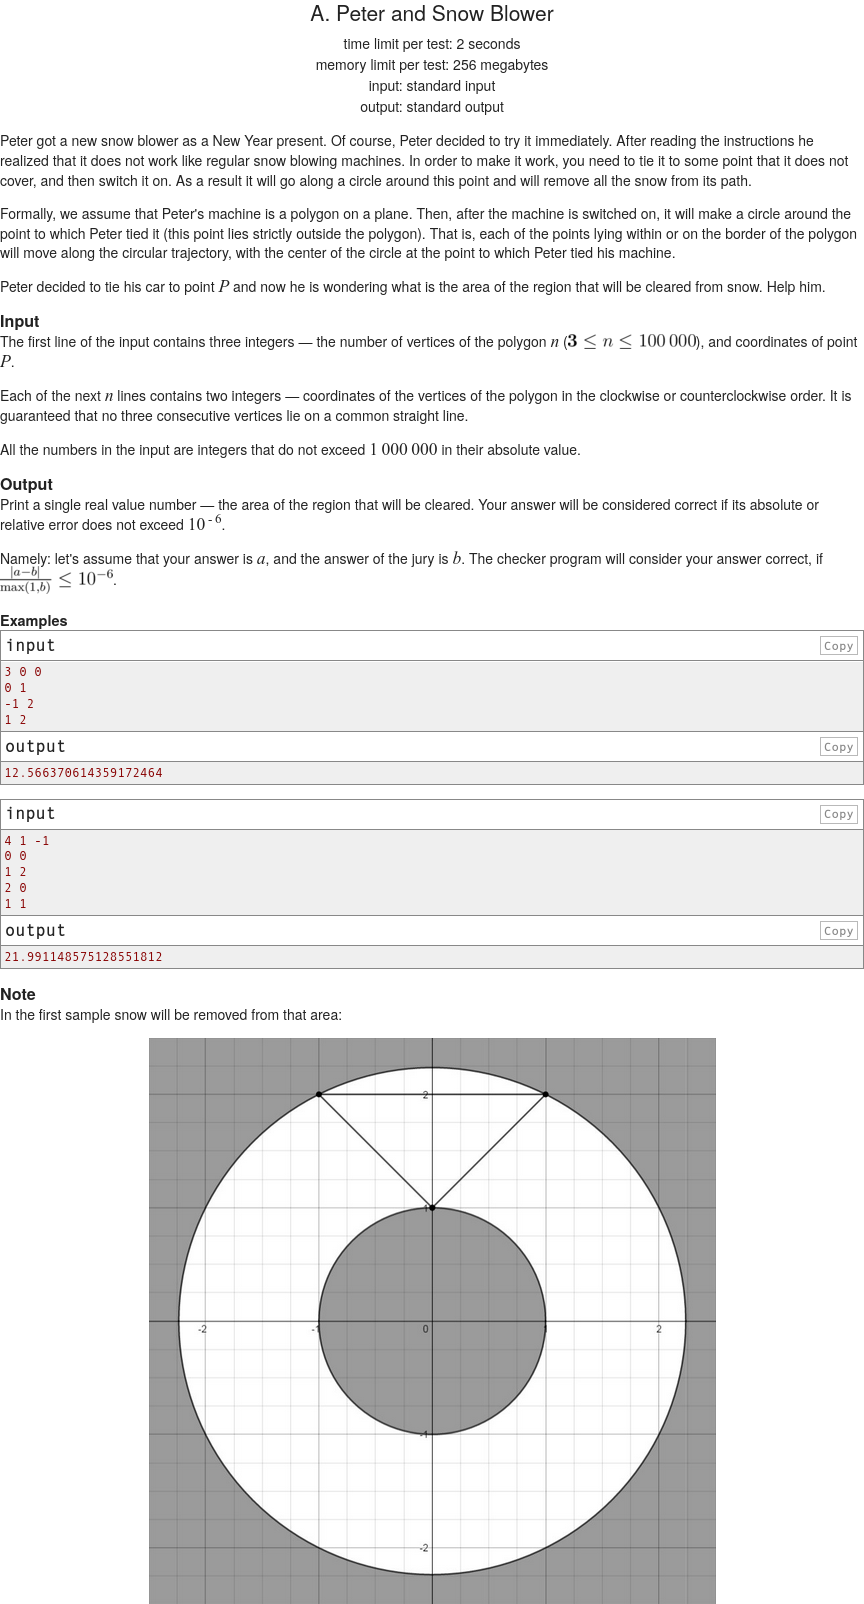 A. Peter and Snow Blower
time limit per test: 2 seconds
memory limit per test: 256 megabytes
input: standard input
output: standard output
Peter got a new snow blower as a New Year present. Of course, Peter decided to try it immediately. After reading the instructions he
realized that it does not work like regular snow blowing machines. In order to make it work, you need to tie it to some point that it does not
cover, and then switch it on. As a result it will go along a circle around this point and will remove all the snow from its path.
Formally, we assume that Peter's machine is a polygon on a plane. Then, after the machine is switched on, it will make a circle around the
point to which Peter tied it (this point lies strictly outside the polygon). That is, each of the points lying within or on the border of the polygon
will move along the circular trajectory, with the center of the circle at the point to which Peter tied his machine.
Peter decided to tie his car to point P and now he is wondering what is the area of the region that will be cleared from snow. Help him.
Input
The first line of the input contains three integers — the number of vertices of the polygon n (3 ≤ n ≤ 100 000), and coordinates of point
P.
Each of the next n lines contains two integers — coordinates of the vertices of the polygon in the clockwise or counterclockwise order. It is
guaranteed that no three consecutive vertices lie on a common straight line.
All the numbers in the input are integers that do not exceed 1 000 000 in their absolute value.
Output
Print a single real value number — the area of the region that will be cleared. Your answer will be considered correct if its absolute or
relative error does not exceed 10^-6.
Namely: let's assume that your answer is a, and the answer of the jury is b. The checker program will consider your answer correct, if
|a−b|/max(1,b) ≤ 10^−6.
Examples
input Copy
3 0 0
0 1
-1 2
1 2
output Copy
12.566370614359172464
input Copy
4 1 -1
0 0
1 2
2 0
1 1
output Copy
21.991148575128551812
Note
In the first sample snow will be removed from that area:
2
1
-2 -1 0 1 2
-1
-2